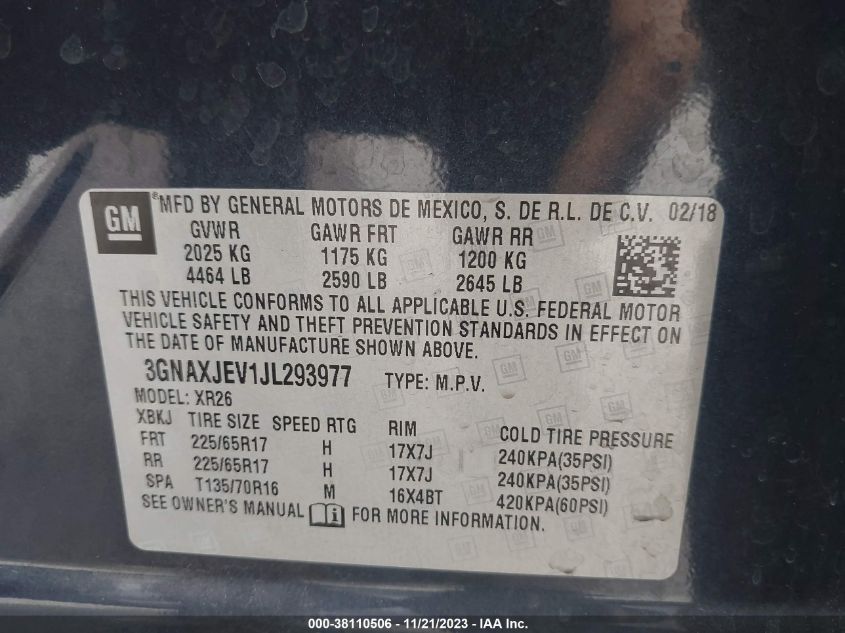 GM ®MFD BY GENERAL MOTORS DE MEXICO, S. DE R.L. DE C.V. 02/18
GVWR GAWR FRT GAWR RR
2025 KG 1175 KG 1200 KG
4464 LB 2590 LB 2645 LB
THIS VEHICLE CONFORMS TO ALL APPLICABLE U.S. FEDERAL MOTOR
VEHICLE SAFETY AND THEFT PREVENTION STANDARDS IN EFFECT ON
THE DATE OF MANUFACTURE SHOWN ABOVE.
3GNAXJEV1JL293977 TYPE: M.P.V.
MODEL: XR26
XBKJ TIRE SIZE SPEED RTG RIM COLD TIRE PRESSURE
FRT 225/65R17 H 17X7J 240KPA(35PSI)
RR 225/65R17 H 17X7J 240KPA(35PSI)
SPA T135/70R16 M 16X4BT 420KPA(60PSI)
SEE OWNER'S MANUAL FOR MORE INFORMATION.
000-38110506 - 11/21/2023 - IAA Inc.